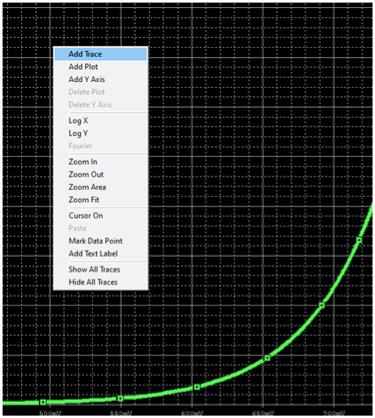 Add Trace
Add Plot
Add Y Axis
Delete Plot
Delete Y Axis
Log X
Log Y
Fourier
Zoom In
Zoom Out
Zoom Area
Zoom Fit
Cursor On
Paste
Mark Data Point
Add Text Label
Show All Traces
Hide All Traces
500mV 550mV 600mV 650mV 700mV